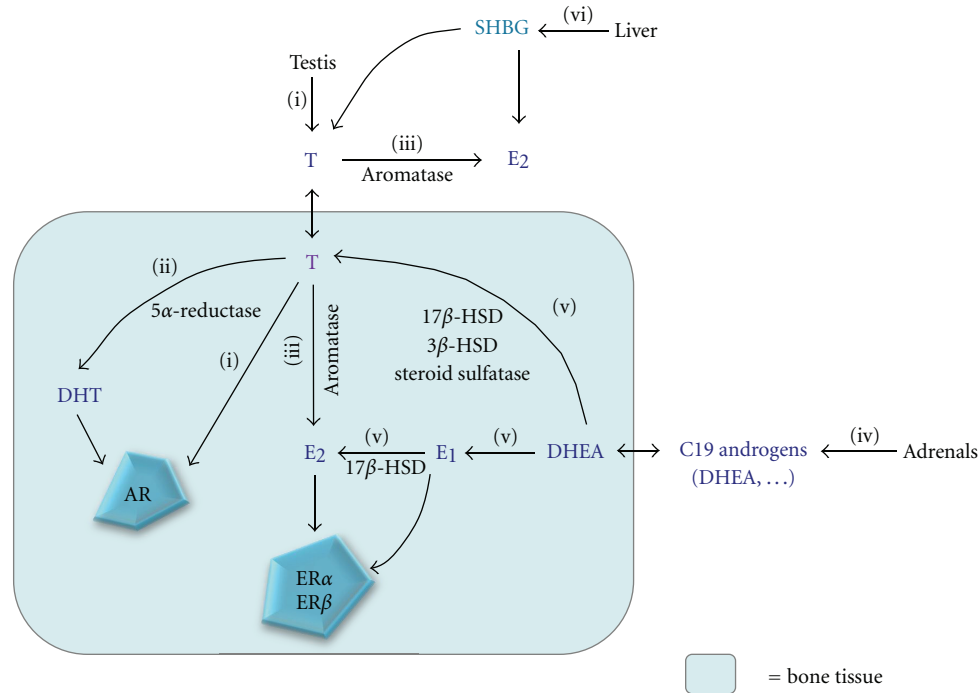 (vi)
SHBG
Liver
Testis
(i)
(iii)
T
E2
Aromatase
T
(ii)
(v)
5α-reductase
17β-HSD
3β-HSD
steroid sulfatase
(i)
(iii)
Aromatase
DHT
(v)
(v)
(iv)
E2
E1
DHEA
C19 androgens
Adrenals
17β-HSD
(DHEA, ...)
AR
ERα
ERβ
= bone tissue